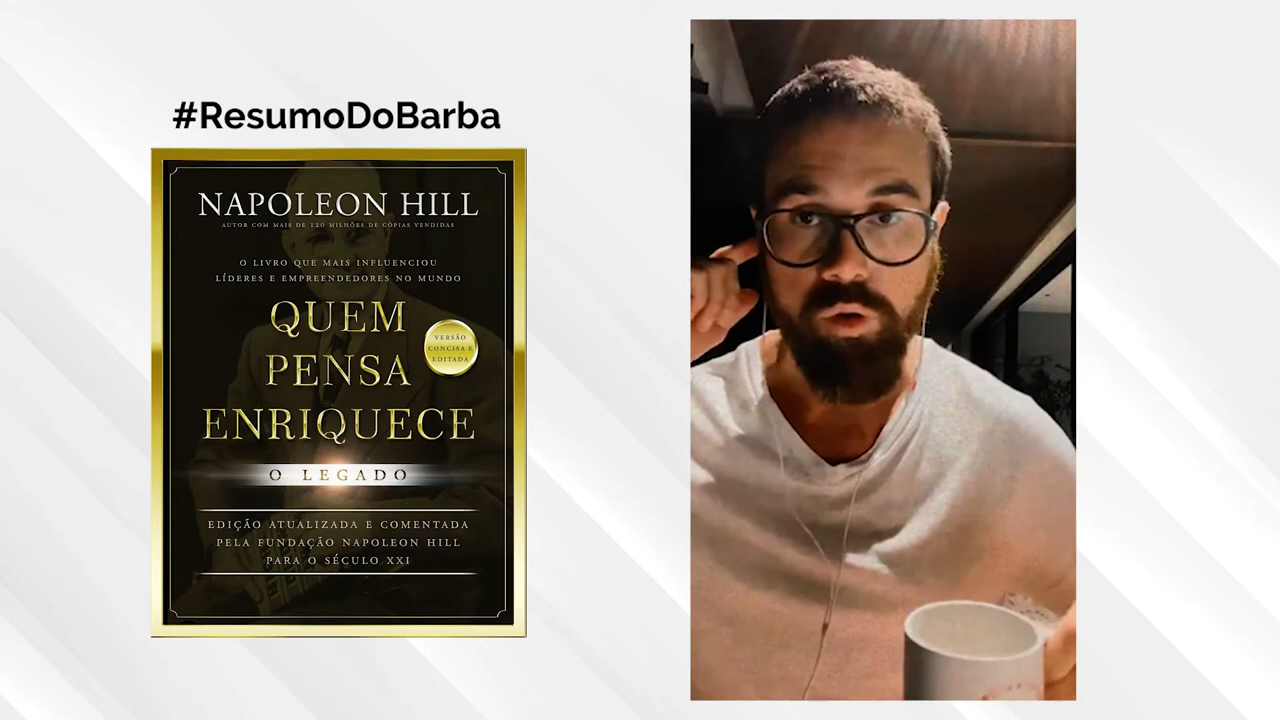 #ResumoDoBarba
NAPOLEON HILL
AUTOR COM MAIS DE 120 MILHÕES DE CÓPIAS VENDIDAS
O LIVRO QUE MAIS INFLUENCIOU
LÍDERES E EMPREENDEDORES NO MUNDO
QUEM
PENSA
ENRIQUECE
VERSÃO
CONCISA E
EDITADA
O LEGADO
EDIÇÃO ATUALIZADA E COMENTADA
PELA FUNDAÇÃO NAPOLEON HILL
PARA O SÉCULO XXI